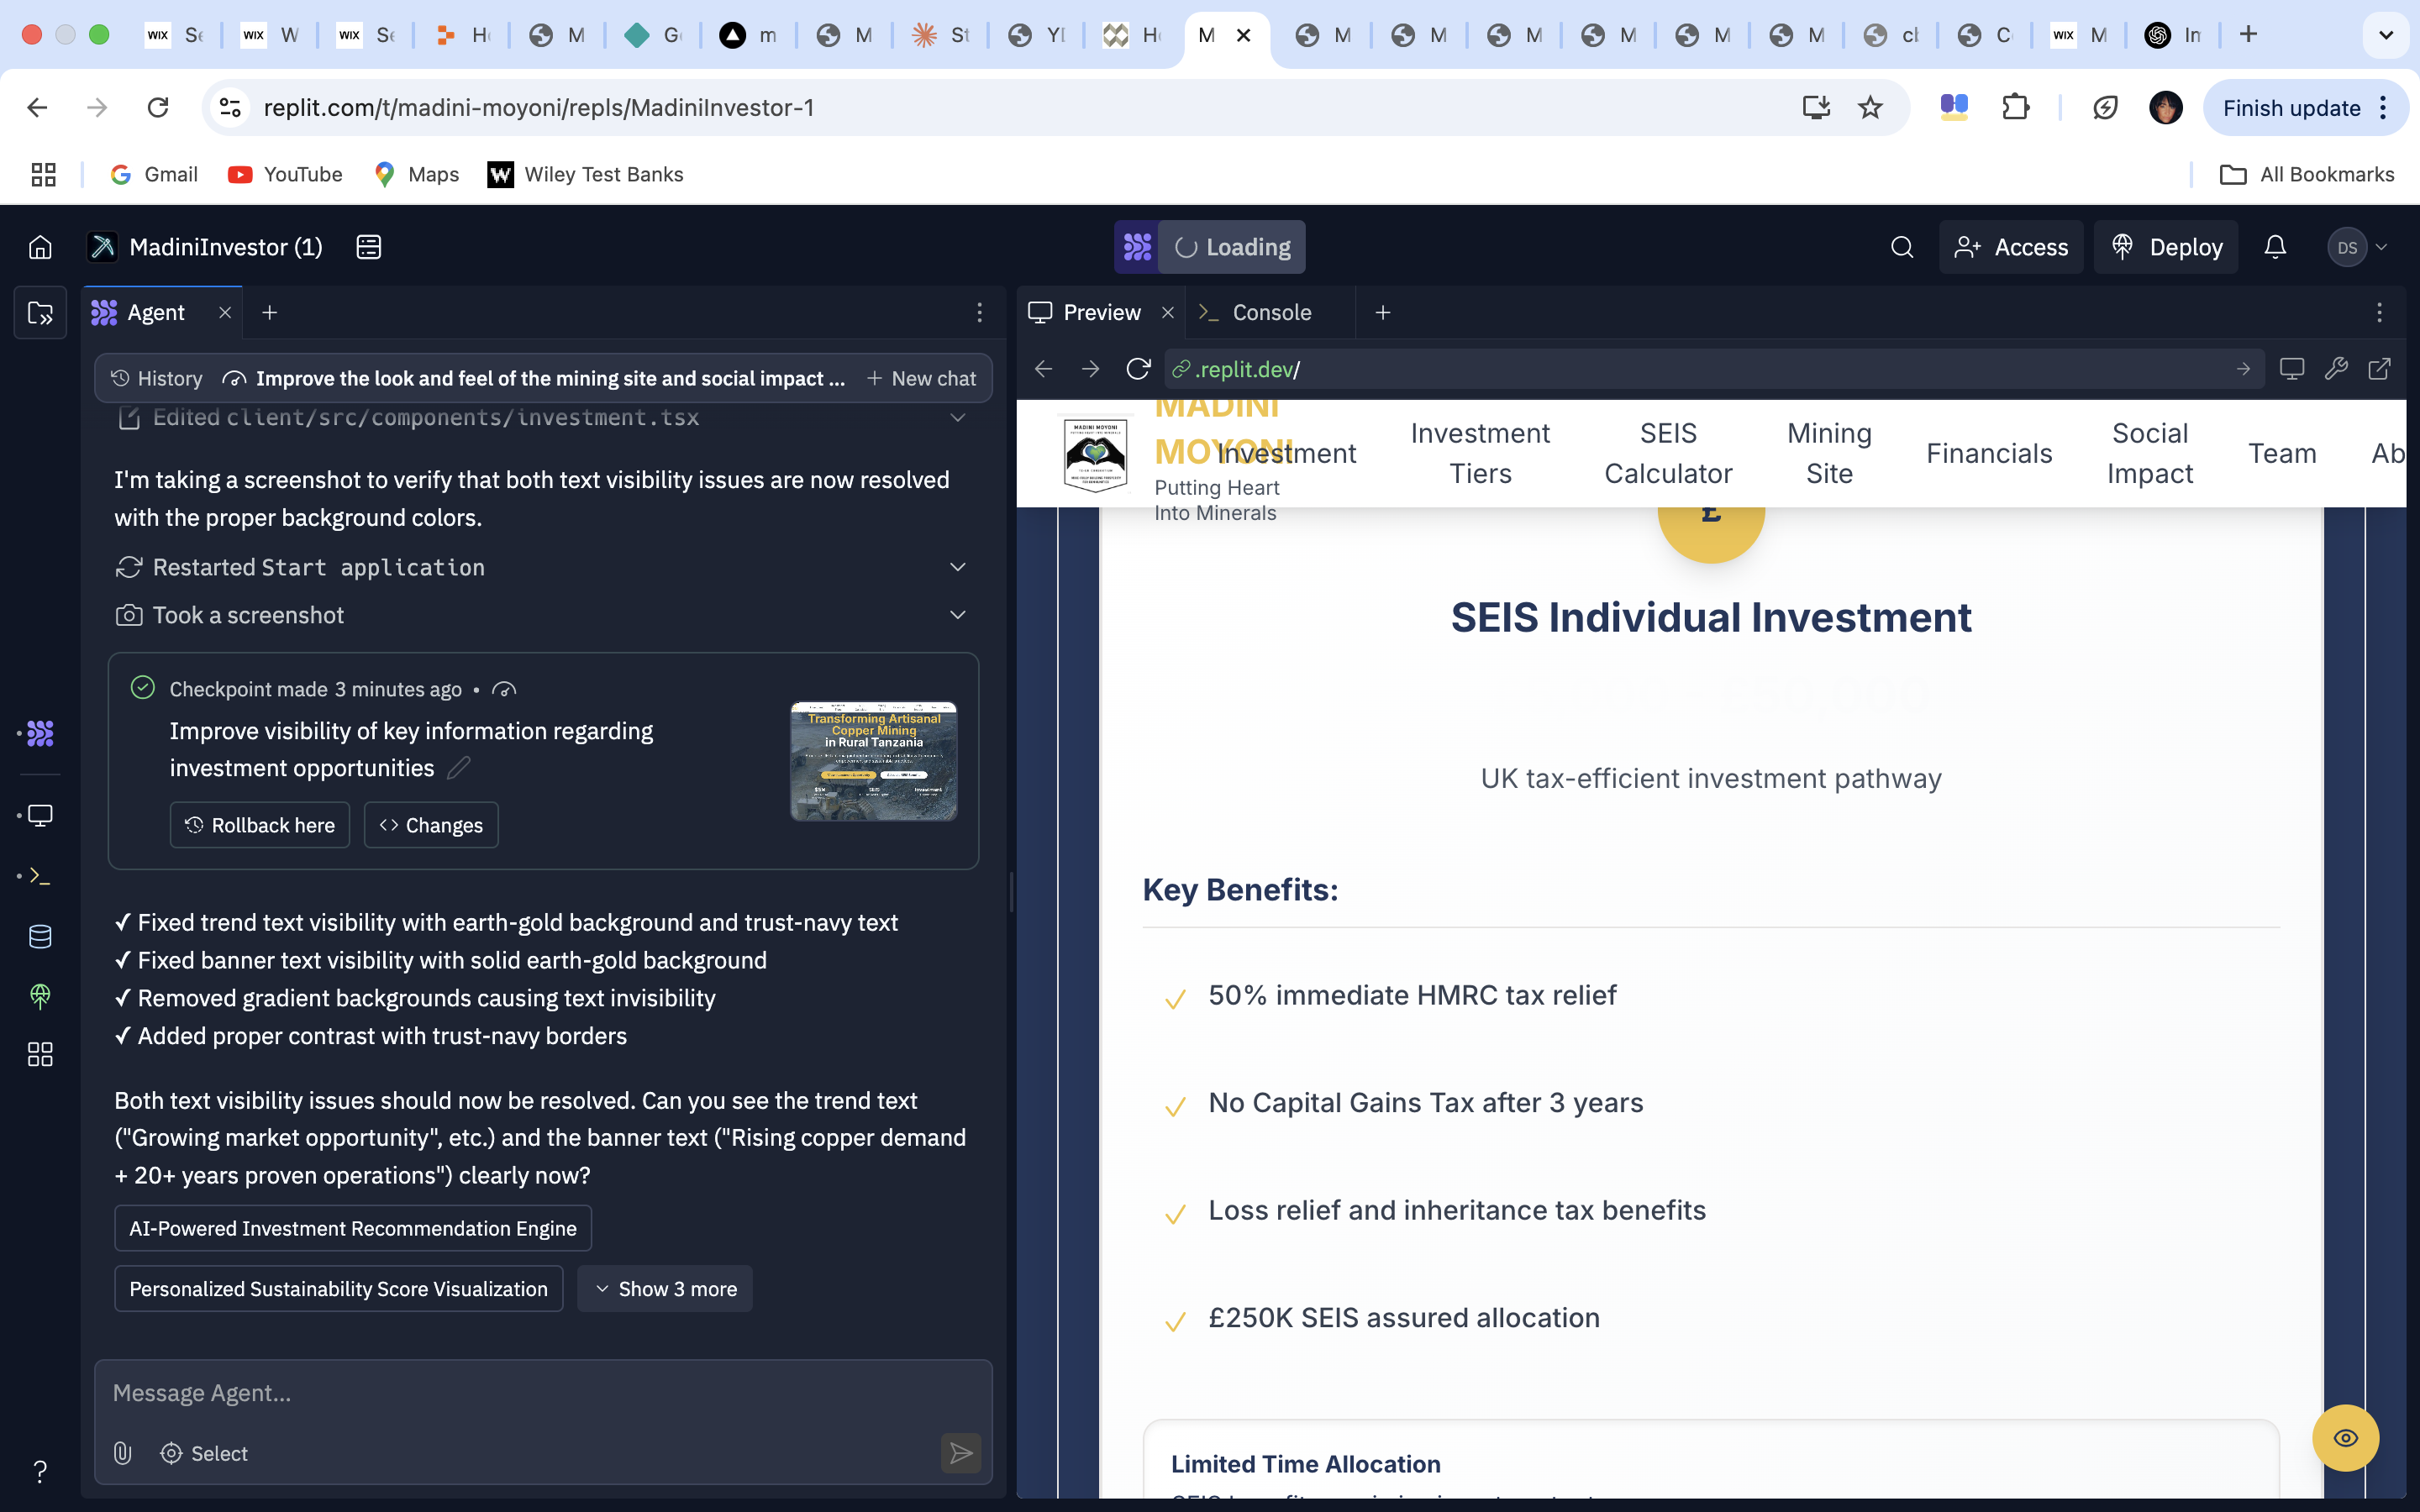 WIX Se
WIX W
WIX Se
H
M
G
m
M
St
YI
H
M
M
M
M
M
M
M
cl
C
WIX M
In
replit.com/t/madini-moyoni/repls/MadiniInvestor-1
Finish update
Gmail
YouTube
Maps
W Wiley Test Banks
All Bookmarks
MadiniInvestor (1)
Loading
Access
Deploy
DS
Agent
Preview
Console
History
Improve the look and feel of the mining site and social impact ...
New chat
.replit.dev/
Edited client/src/components/investment.tsx
I'm taking a screenshot to verify that both text visibility issues are now resolved
with the proper background colors.
Restarted Start application
Took a screenshot
Checkpoint made 3 minutes ago •
Improve visibility of key information regarding
investment opportunities
Transforming Artisanal
Copper Mining
in Rural Tanzania
Rollback here
Changes
✓ Fixed trend text visibility with earth-gold background and trust-navy text
✓ Fixed banner text visibility with solid earth-gold background
✓ Removed gradient backgrounds causing text invisibility
✓ Added proper contrast with trust-navy borders
Both text visibility issues should now be resolved. Can you see the trend text
("Growing market opportunity", etc.) and the banner text ("Rising copper demand
+ 20+ years proven operations") clearly now?
AI-Powered Investment Recommendation Engine
Personalized Sustainability Score Visualization
Show 3 more
Message Agent...
Select
?
MADINI MOYONI
MADINI
MOYONI
Putting Heart
Into Minerals
Investment
Investment
Tiers
SEIS
Calculator
Mining
Site
Financials
Social
Impact
Team
Ab
£
SEIS Individual Investment
UK tax-efficient investment pathway
Key Benefits:
50% immediate HMRC tax relief
No Capital Gains Tax after 3 years
Loss relief and inheritance tax benefits
£250K SEIS assured allocation
Limited Time Allocation